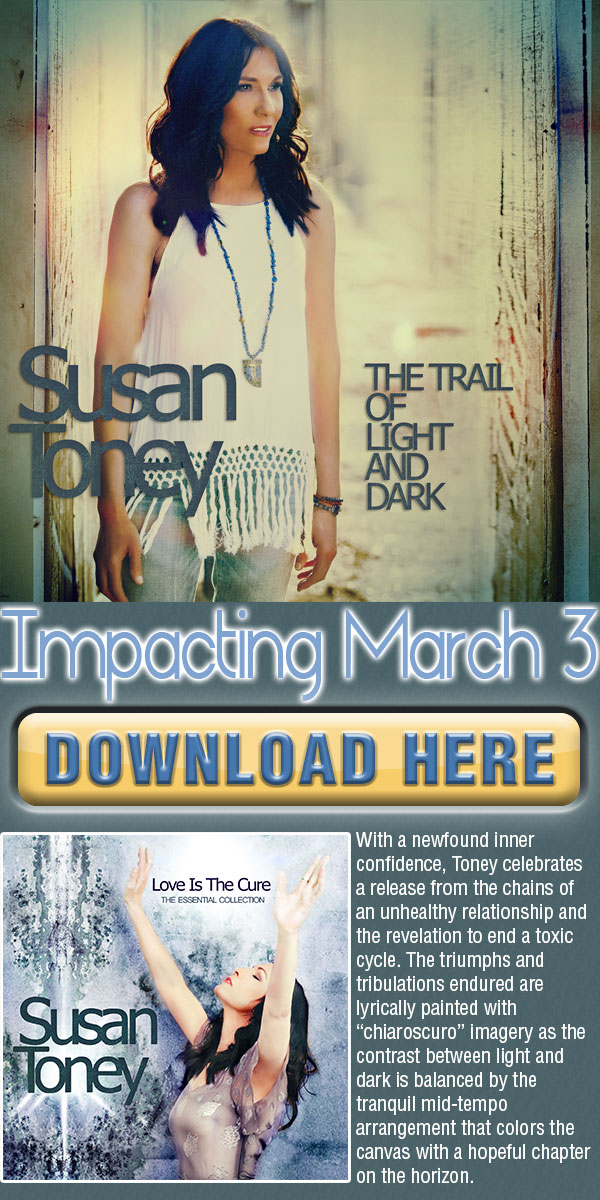 Susan
Toney
THE TRAIL
OF
LIGHT
AND
DARK
Impacting March 3
DOWNLOAD HERE
Love Is The Cure
THE ESSENTIAL COLLECTION
Susan
Toney
With a newfound inner
confidence, Toney celebrates
a release from the chains of
an unhealthy relationship and
the revelation to end a toxic
cycle. The triumphs and
tribulations endured are
lyrically painted with
“chiaroscuro” imagery as the
contrast between light and
dark is balanced by the
tranquil mid-tempo
arrangement that colors the
canvas with a hopeful chapter
on the horizon.